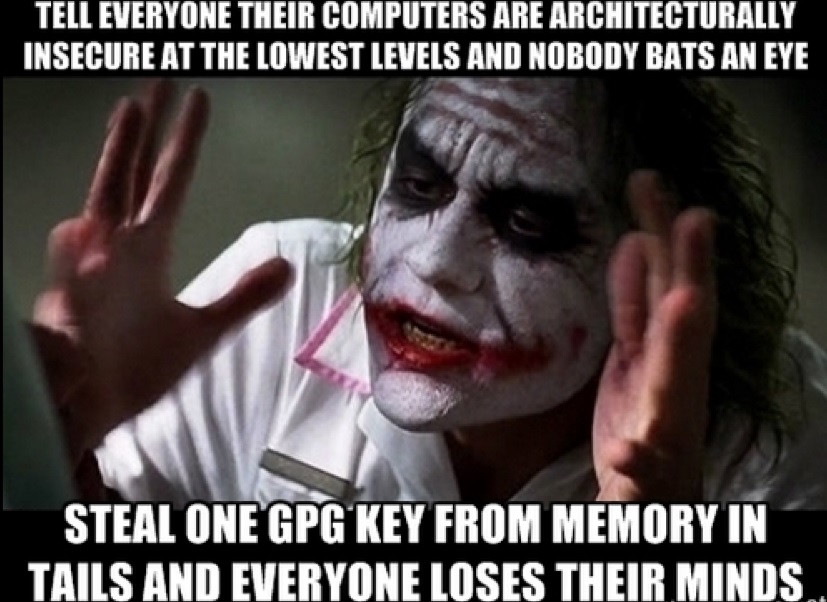 TELL EVERYONE THEIR COMPUTERS ARE ARCHITECTURALLY
INSECURE AT THE LOWEST LEVELS AND NOBODY BATS AN EYE
STEAL ONE GPG KEY FROM MEMORY IN
TAILS AND EVERYONE LOSES THEIR MINDS